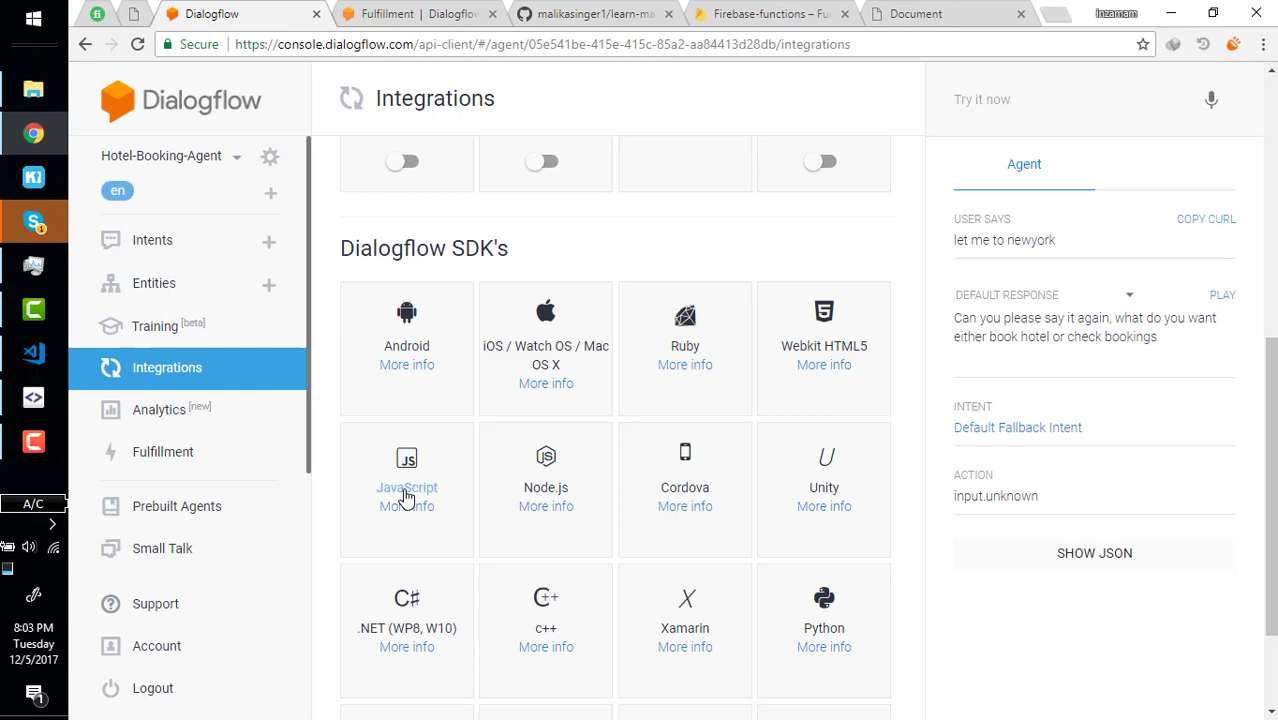 Dialogflow
Fulfillment | Dialogflow
malikasinger1/learn-m
Firebase-functions – Fu
Document
inzamam
Secure
https://console.dialogflow.com/api-client/#/agent/05e541be-415e-415c-85a2-aa84413d28db/integrations
Dialogflow
Hotel-Booking-Agent
en
Intents
Entities
Training [beta]
Integrations
Analytics [new]
Fulfillment
Prebuilt Agents
Small Talk
Support
Account
Logout
Integrations
Dialogflow SDK's
Android
More info
iOS / Watch OS / Mac
OS X
More info
Ruby
More info
Webkit HTML5
More info
JS
JavaScript
More info
JS
Node.js
More info
Cordova
More info
U
Unity
More info
C#
.NET (WP8, W10)
More info
C++
c++
More info
X
Xamarin
More info
Python
More info
Try it now
Agent
USER SAYS
COPY CURL
let me to newyork
DEFAULT RESPONSE
PLAY
Can you please say it again, what do you want
either book hotel or check bookings
INTENT
Default Fallback Intent
ACTION
input.unknown
SHOW JSON
A/C
8:03 PM
Tuesday
12/5/2017
1